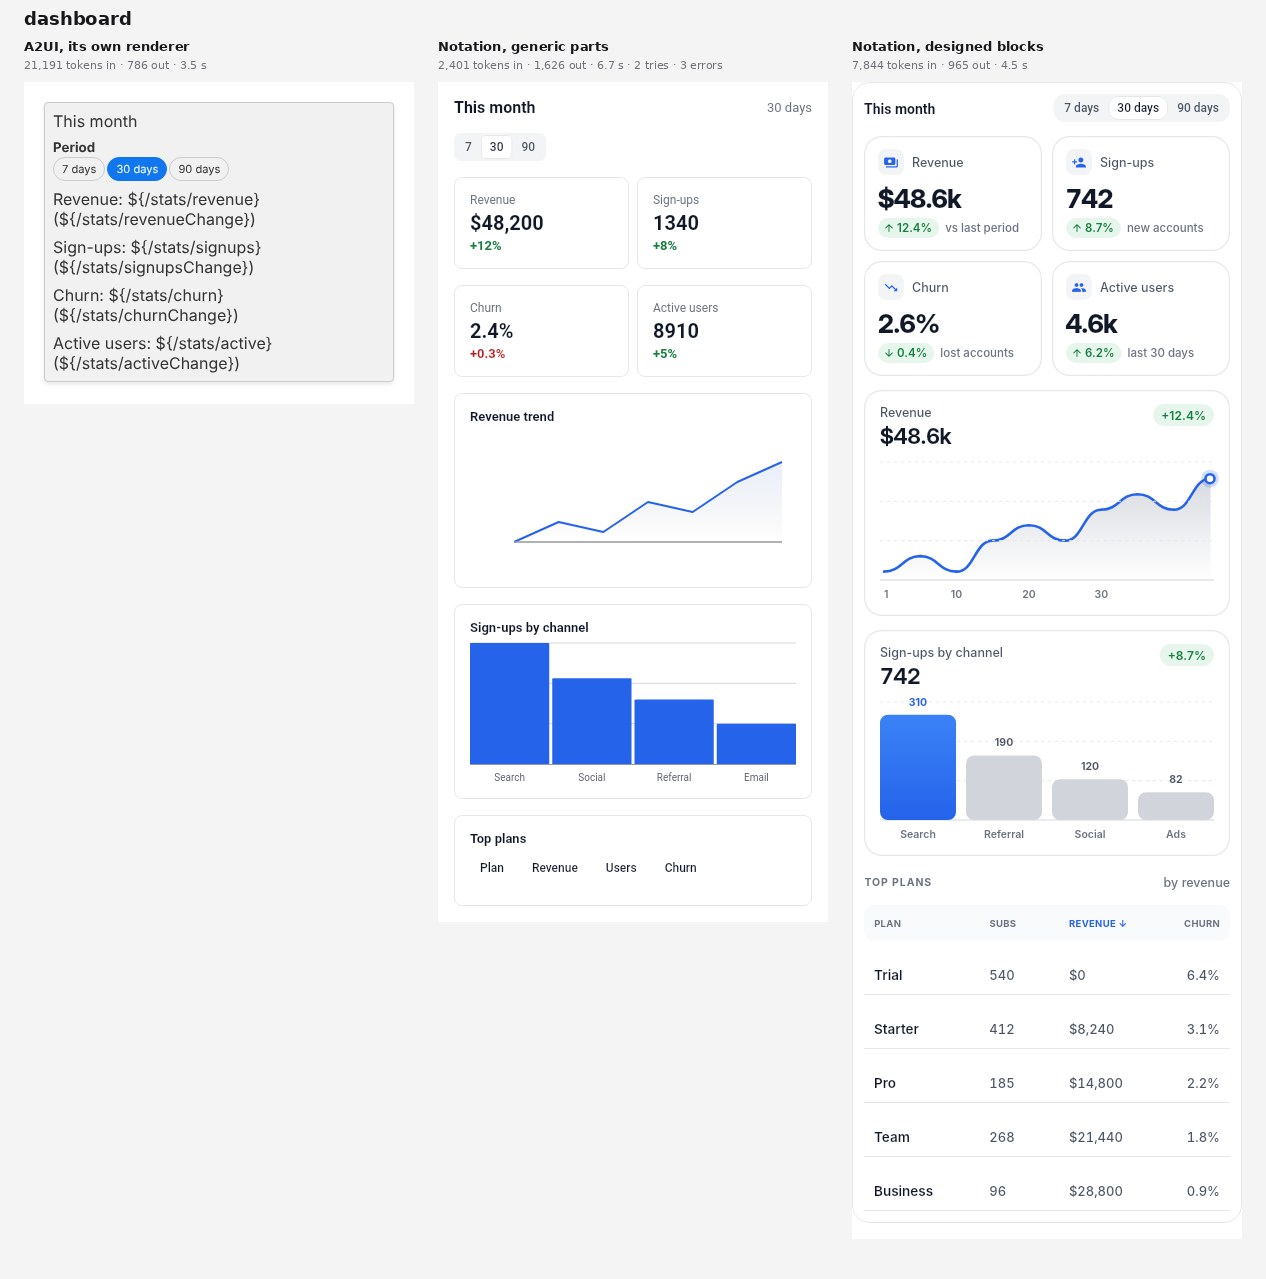 dashboard
A2UI, its own renderer
21,191 tokens in · 786 out · 3.5 s
This month
Period
7 days 30 days 90 days
Revenue: ${/stats/revenue}
(${/stats/revenueChange})
Sign-ups: ${/stats/signups}
(${/stats/signupsChange})
Churn: ${/stats/churn}
(${/stats/churnChange})
Active users: ${/stats/active}
(${/stats/activeChange})
Notation, generic parts
2,401 tokens in · 1,626 out · 6.7 s · 2 tries · 3 errors
This month 30 days
7 30 90
Revenue Sign-ups
$48,200 1340
+12% +8%
Churn Active users
2.4% 8910
+0.3% +5%
Revenue trend
Sign-ups by channel
Search Social Referral Email
Top plans
Plan Revenue Users Churn
Notation, designed blocks
7,844 tokens in · 965 out · 4.5 s
This month 7 days 30 days 90 days
Revenue Sign-ups
$48.6k 742
↑ 12.4% vs last period ↑ 8.7% new accounts
Churn Active users
2.6% 4.6k
↓ 0.4% lost accounts ↑ 6.2% last 30 days
Revenue +12.4%
$48.6k
1 10 20 30
Sign-ups by channel +8.7%
742
310
190
120
82
Search Referral Social Ads
TOP PLANS by revenue
PLAN SUBS REVENUE ↓ CHURN
Trial 540 $0 6.4%
Starter 412 $8,240 3.1%
Pro 185 $14,800 2.2%
Team 268 $21,440 1.8%
Business 96 $28,800 0.9%